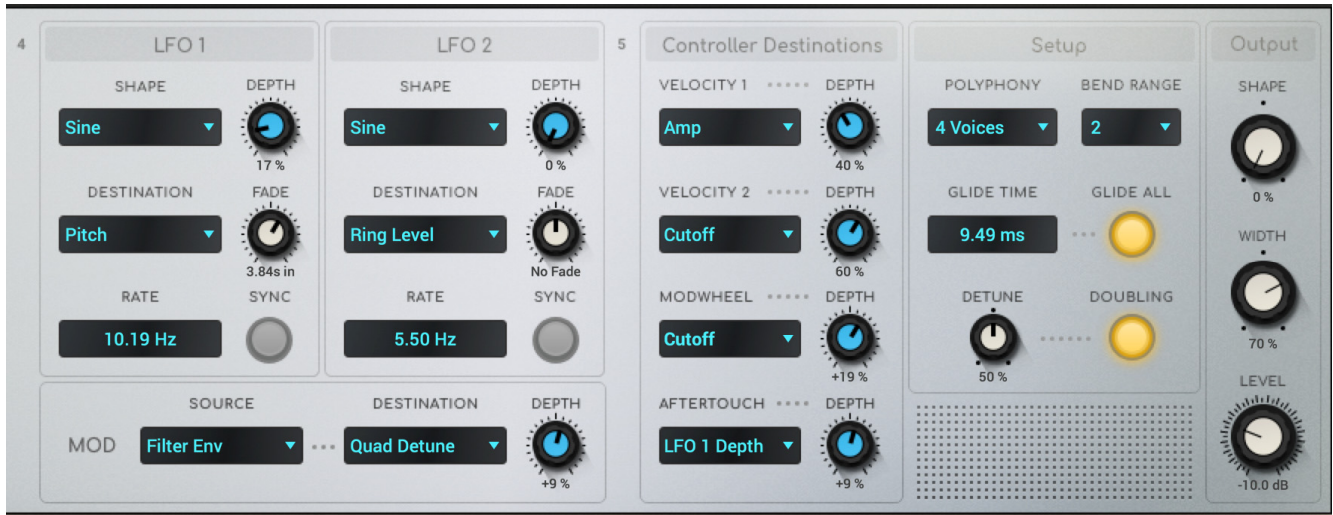 4 LFO 1 LFO 2 5 Controller Destinations Setup Output
SHAPE DEPTH SHAPE DEPTH VELOCITY 1 DEPTH POLYPHONY BEND RANGE SHAPE
Sine Sine Amp 4 Voices 2
17 % 0 % 40 %
DESTINATION FADE DESTINATION FADE VELOCITY 2 DEPTH GLIDE TIME GLIDE ALL 0 %
Pitch Ring Level Cutoff 9.49 ms WIDTH
3.84s in No Fade 60 %
RATE SYNC RATE SYNC MODWHEEL DEPTH DETUNE DOUBLING
10.19 Hz 5.50 Hz Cutoff 70 %
+19 % 50 % LEVEL
SOURCE DESTINATION DEPTH AFTERTOUCH DEPTH
MOD Filter Env Quad Detune LFO 1 Depth
+9 % +9 % -10.0 dB